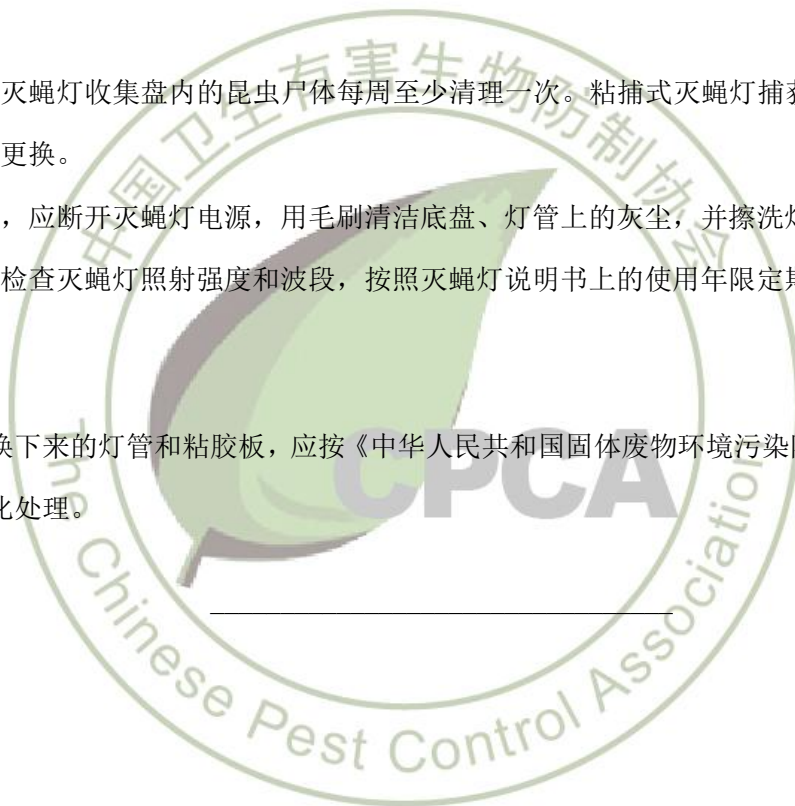 中国卫生有害生物防制协会
灭蝇灯收集盘内的昆虫尸体每周至少清理一次。粘捕式灭蝇灯捕获
更换。
，应断开灭蝇灯电源，用毛刷清洁底盘、灯管上的灰尘，并擦洗
检查灭蝇灯照射强度和波段，按照灭蝇灯说明书上的使用年限定期
换下来的灯管和粘胶板，应按《中华人民共和国固体废物环境污染
化处理。
CPCA
The Chinese Pest Control Association